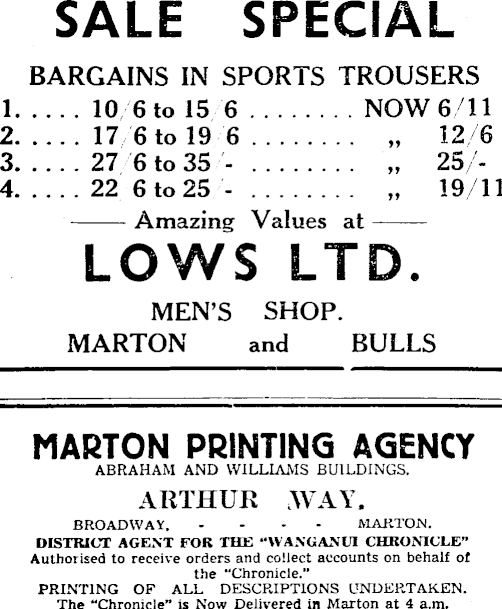 SALE SPECIAL
BARGAINS IN SPORTS TROUSERS
1. . . . . . 10/6 to 15/6 . . . . . . . . . NOW 6/11
2. . . . . . 17/6 to 19/6 . . . . . . . . . „ 12/6
3. . . . . . 27/6 to 35/- . . . . . . . . . „ 25/-
4. . . . . . 22 6 to 25/- . . . . . . . . . „ 19/11
Amazing Values at
LOWS LTD.
MEN'S SHOP.
MARTON and BULLS
MARTON PRINTING AGENCY
ABRAHAM AND WILLIAMS BUILDINGS.
ARTHUR WAY.
BROADWAY. - - - - MARTON.
DISTRICT AGENT FOR THE "WANGANUI CHRONICLE"
Authorised to receive orders and collect accounts on behalf of
the "Chronicle."
PRINTING OF ALL DESCRIPTIONS UNDERTAKEN.
The "Chronicle" is Now Delivered in Marton at 4 a.m.